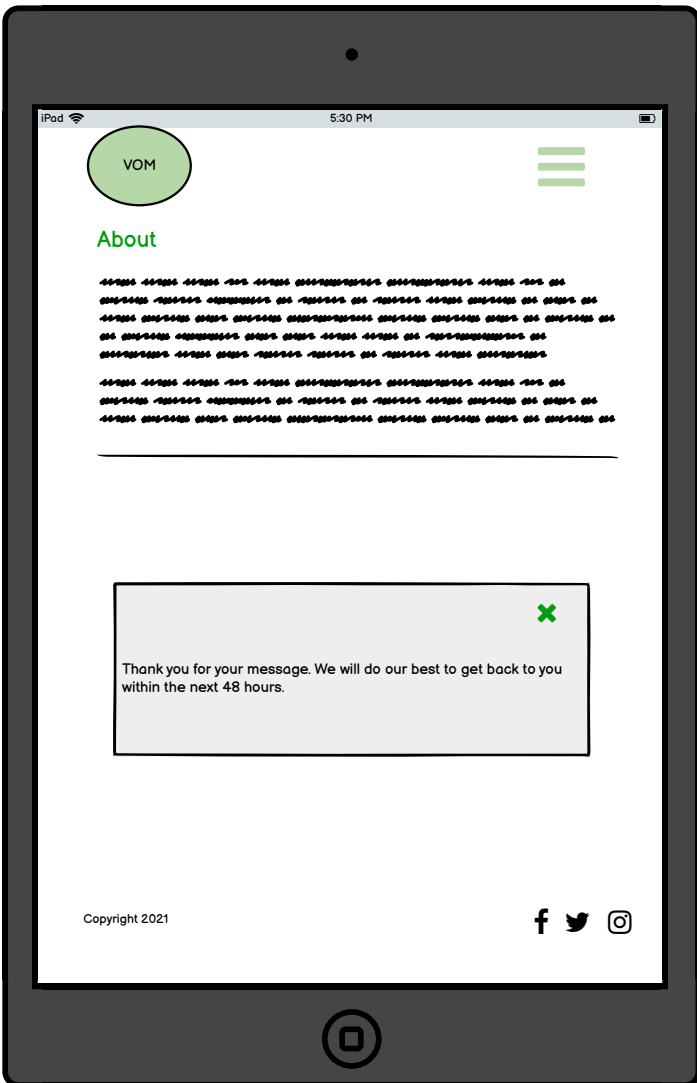 iPad 5:30 PM
VOM
About
Thank you for your message. We will do our best to get back to you
within the next 48 hours.
Copyright 2021